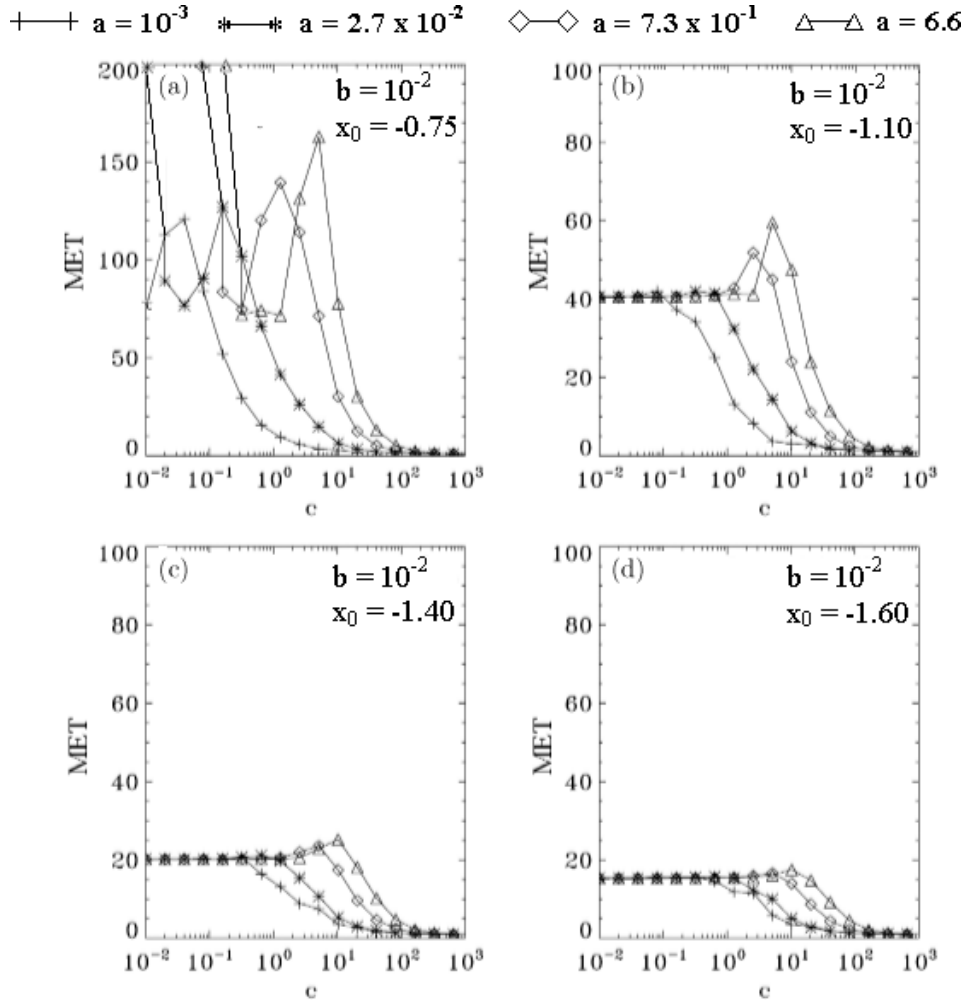 a = 10⁻³ a = 2.7 x 10⁻² a = 7.3 x 10⁻¹ a = 6.6
(a)
b = 10⁻²
x₀ = -0.75
200
150
100
50
0
MET
10⁻² 10⁻¹ 10⁰ 10¹ 10² 10³
c
(b)
b = 10⁻²
x₀ = -1.10
100
80
60
40
20
0
MET
10⁻² 10⁻¹ 10⁰ 10¹ 10² 10³
c
(c)
b = 10⁻²
x₀ = -1.40
100
80
60
40
20
0
MET
10⁻² 10⁻¹ 10⁰ 10¹ 10² 10³
c
(d)
b = 10⁻²
x₀ = -1.60
100
80
60
40
20
0
MET
10⁻² 10⁻¹ 10⁰ 10¹ 10² 10³
c